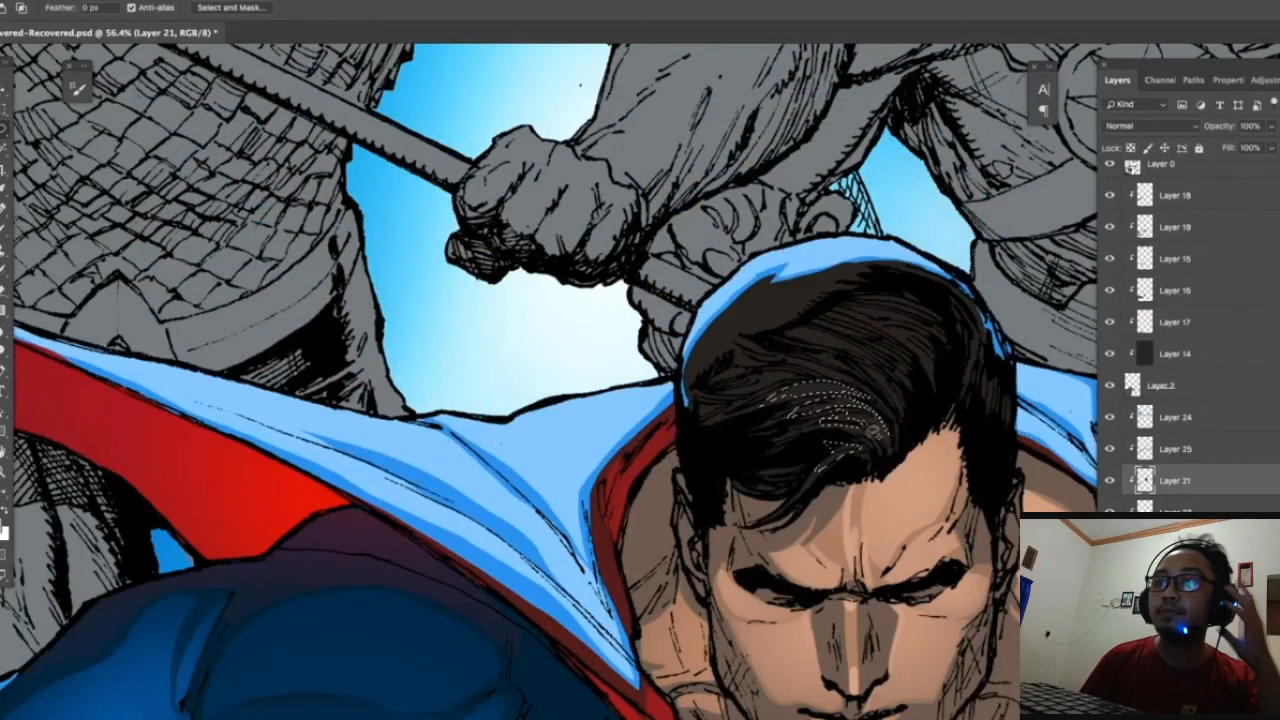 Feather: 0 px Anti-alias Select and Mask...
vered-Recovered.psd @ 56.4% (Layer 21, RGB/8) *
Layers Channel Paths Properti Adjustr
Kind
Normal Opacity: 100%
Lock: Fill: 100%
Layer 0
Layer 18
Layer 19
Layer 15
Layer 16
Layer 17
Layer 14
Layer 2
Layer 24
Layer 25
Layer 21